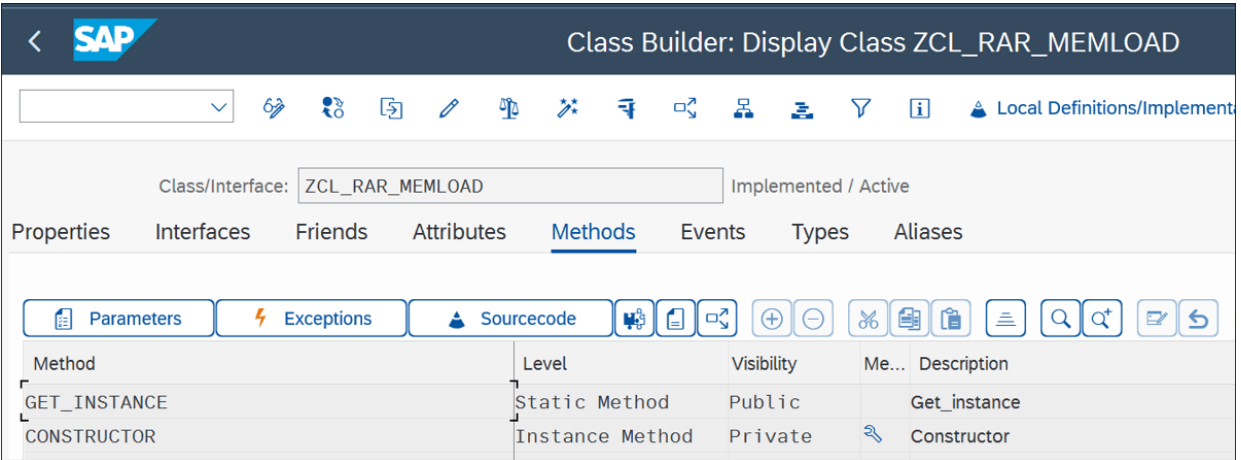 SAP Class Builder: Display Class ZCL_RAR_MEMLOAD
Local Definitions/Implementa
Class/Interface: ZCL_RAR_MEMLOAD Implemented / Active
Properties Interfaces Friends Attributes Methods Events Types Aliases
Parameters Exceptions Sourcecode
Method Level Visibility Me... Description
GET_INSTANCE Static Method Public Get_instance
CONSTRUCTOR Instance Method Private Constructor